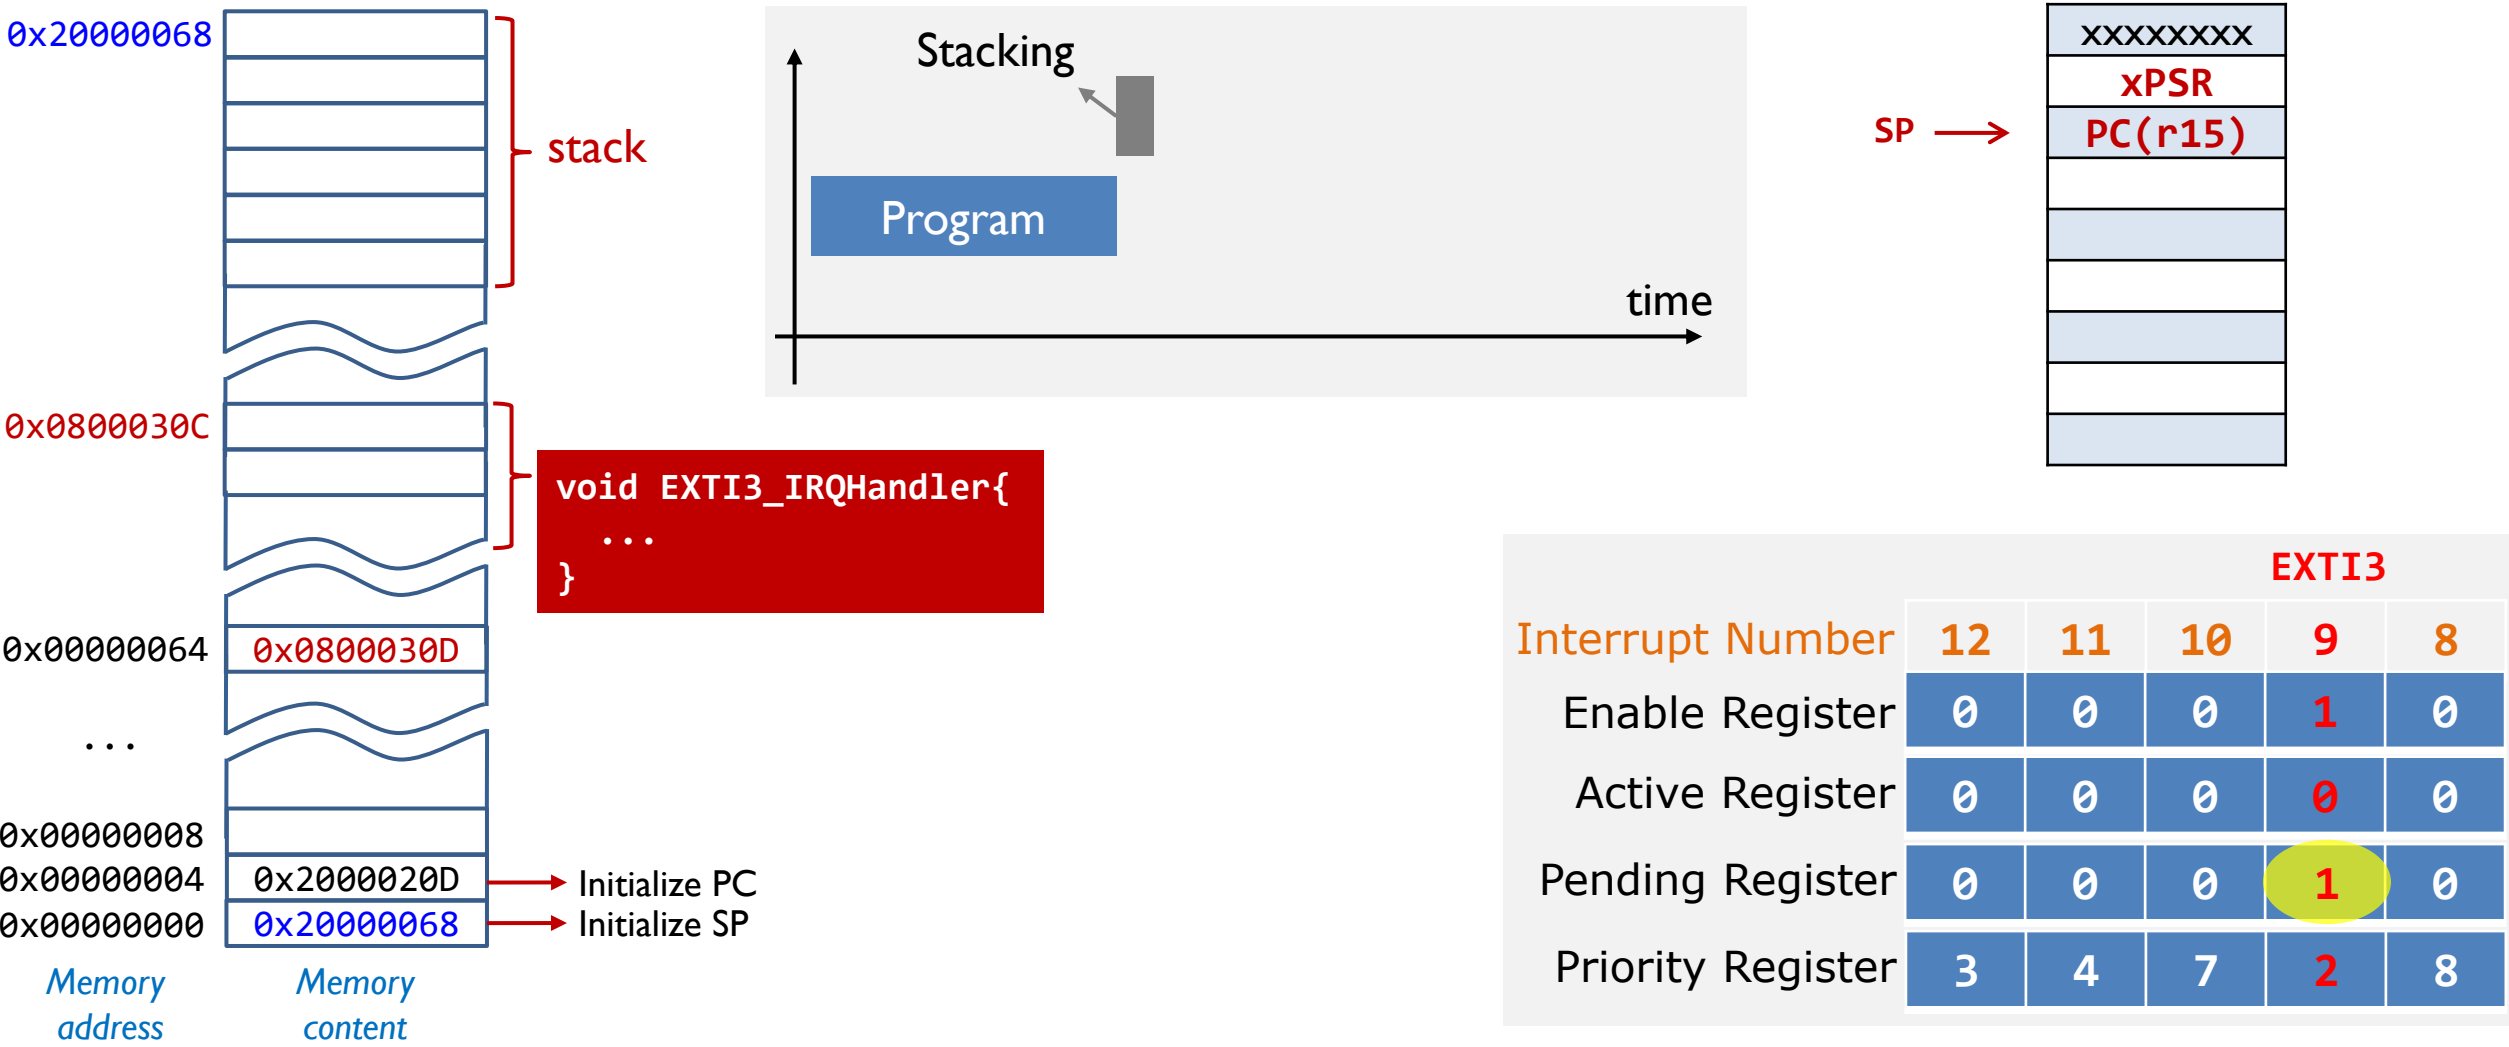 0x20000068
stack
0x0800030C
void EXTI3_IRQHandler{
...
}
0x00000064 0x0800030D
...
0x00000008
0x00000004 0x2000020D Initialize PC
0x00000000 0x20000068 Initialize SP
Memory address
Memory content
Stacking
Program
time
xxxxxxxx
xPSR
SP PC(r15)
EXTI3
Interrupt Number 12 11 10 9 8
Enable Register 0 0 0 1 0
Active Register 0 0 0 0 0
Pending Register 0 0 0 1 0
Priority Register 3 4 7 2 8